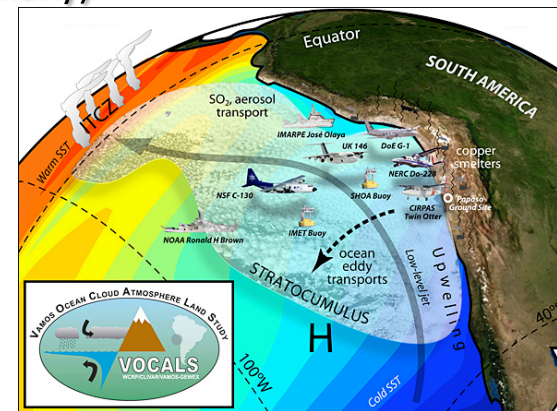 Equator
SOUTH AMERICA
ITCZ
Warm SST
SO2, aerosol
transport
IMARPE José Olaya
UK 146
DoE G-1
copper
smelters
NERC Do-228
NSF C-130
SHOA Buoy
CIRPAS
Twin Otter
Paposo
Ground Site
NOAA Ronald H Brown
IMET Buoy
ocean
eddy
transports
STRATOCUMULUS
Low-level jet
Upwelling
H
Cold SST
40°
100°W
VAMOS OCEAN CLOUD ATMOSPHERE LAND STUDY
VOCALS
WCRP/CLIVAR/VAMOS-GEWEX